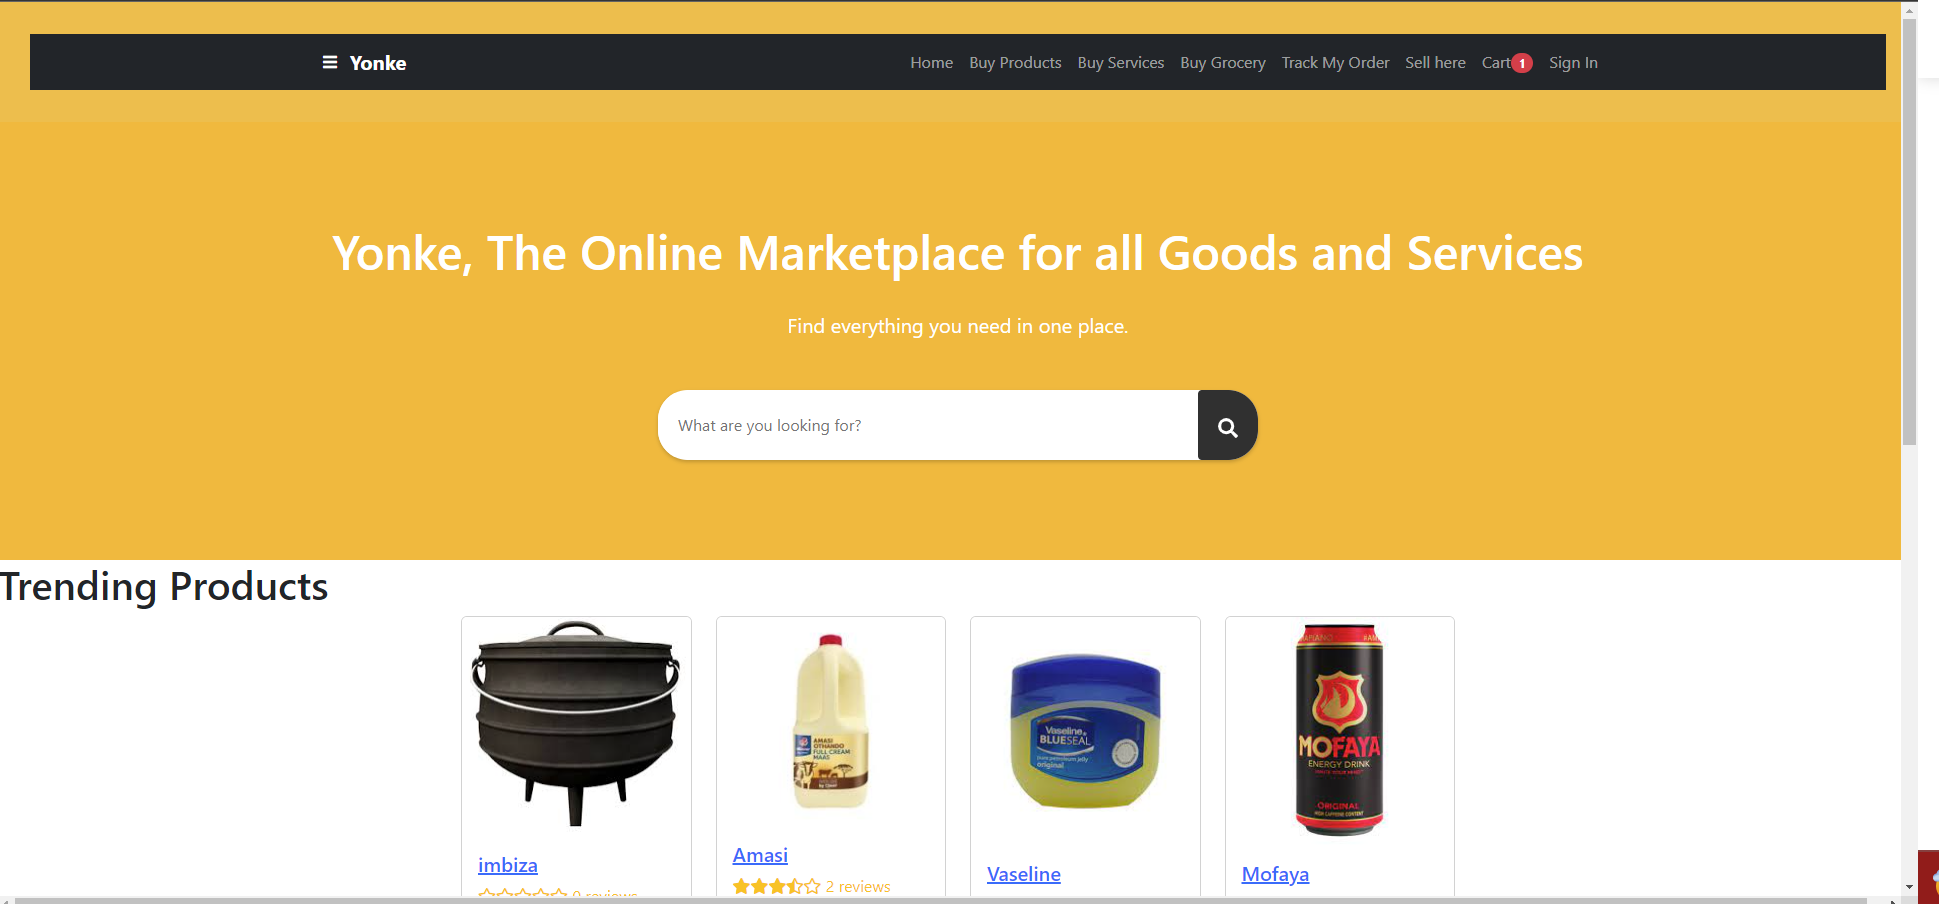 Yonke
Home Buy Products Buy Services Buy Grocery Track My Order Sell here Cart 1 Sign In
Yonke, The Online Marketplace for all Goods and Services
Find everything you need in one place.
What are you looking for?
Trending Products
AMASI
OTHANDO
FULL CREAM
MAAS
Vaseline
BLUESEAL
pure petroleum jelly
original
MOFAYA
ENERGY DRINK
ORIGINAL
HIGH CAFFEINE CONTENT
imbiza
0 reviews
Amasi
2 reviews
Vaseline
Mofaya